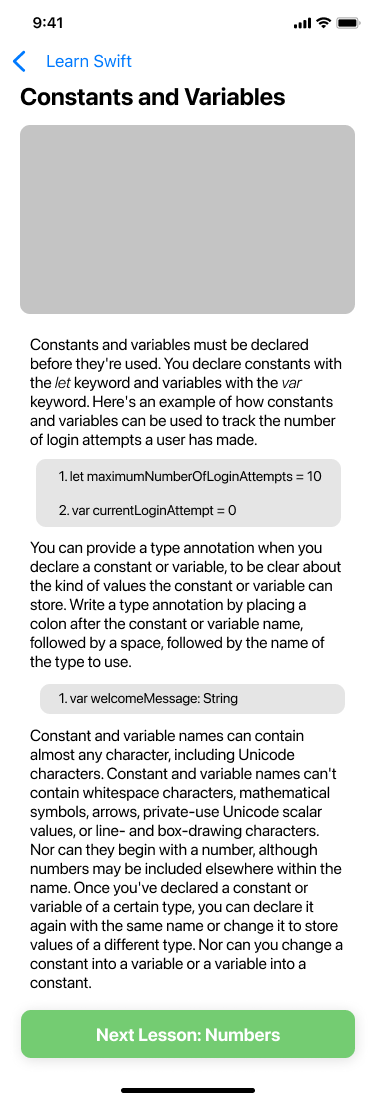 9:41
Learn Swift
Constants and Variables
Constants and variables must be declared
before they're used. You declare constants with
the let keyword and variables with the var
keyword. Here's an example of how constants
and variables can be used to track the number
of login attempts a user has made.
1. let maximumNumberOfLoginAttempts = 10
2. var currentLoginAttempt = 0
You can provide a type annotation when you
declare a constant or variable, to be clear about
the kind of values the constant or variable can
store. Write a type annotation by placing a
colon after the constant or variable name,
followed by a space, followed by the name of
the type to use.
1. var welcomeMessage: String
Constant and variable names can contain
almost any character, including Unicode
characters. Constant and variable names can't
contain whitespace characters, mathematical
symbols, arrows, private-use Unicode scalar
values, or line- and box-drawing characters.
Nor can they begin with a number, although
numbers may be included elsewhere within the
name. Once you've declared a constant or
variable of a certain type, you can declare it
again with the same name or change it to store
values of a different type. Nor can you change a
constant into a variable or a variable into a
constant.
Next Lesson: Numbers